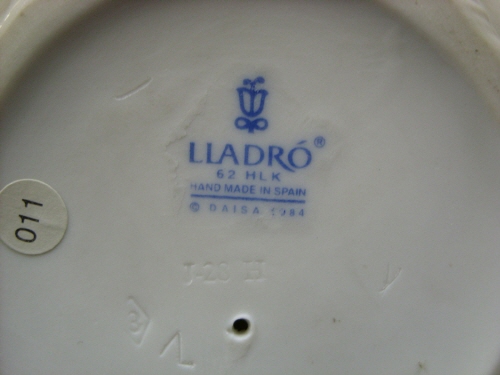 LLADRÓ®
62 HLK
HAND MADE IN SPAIN
© DAISA 1984
011